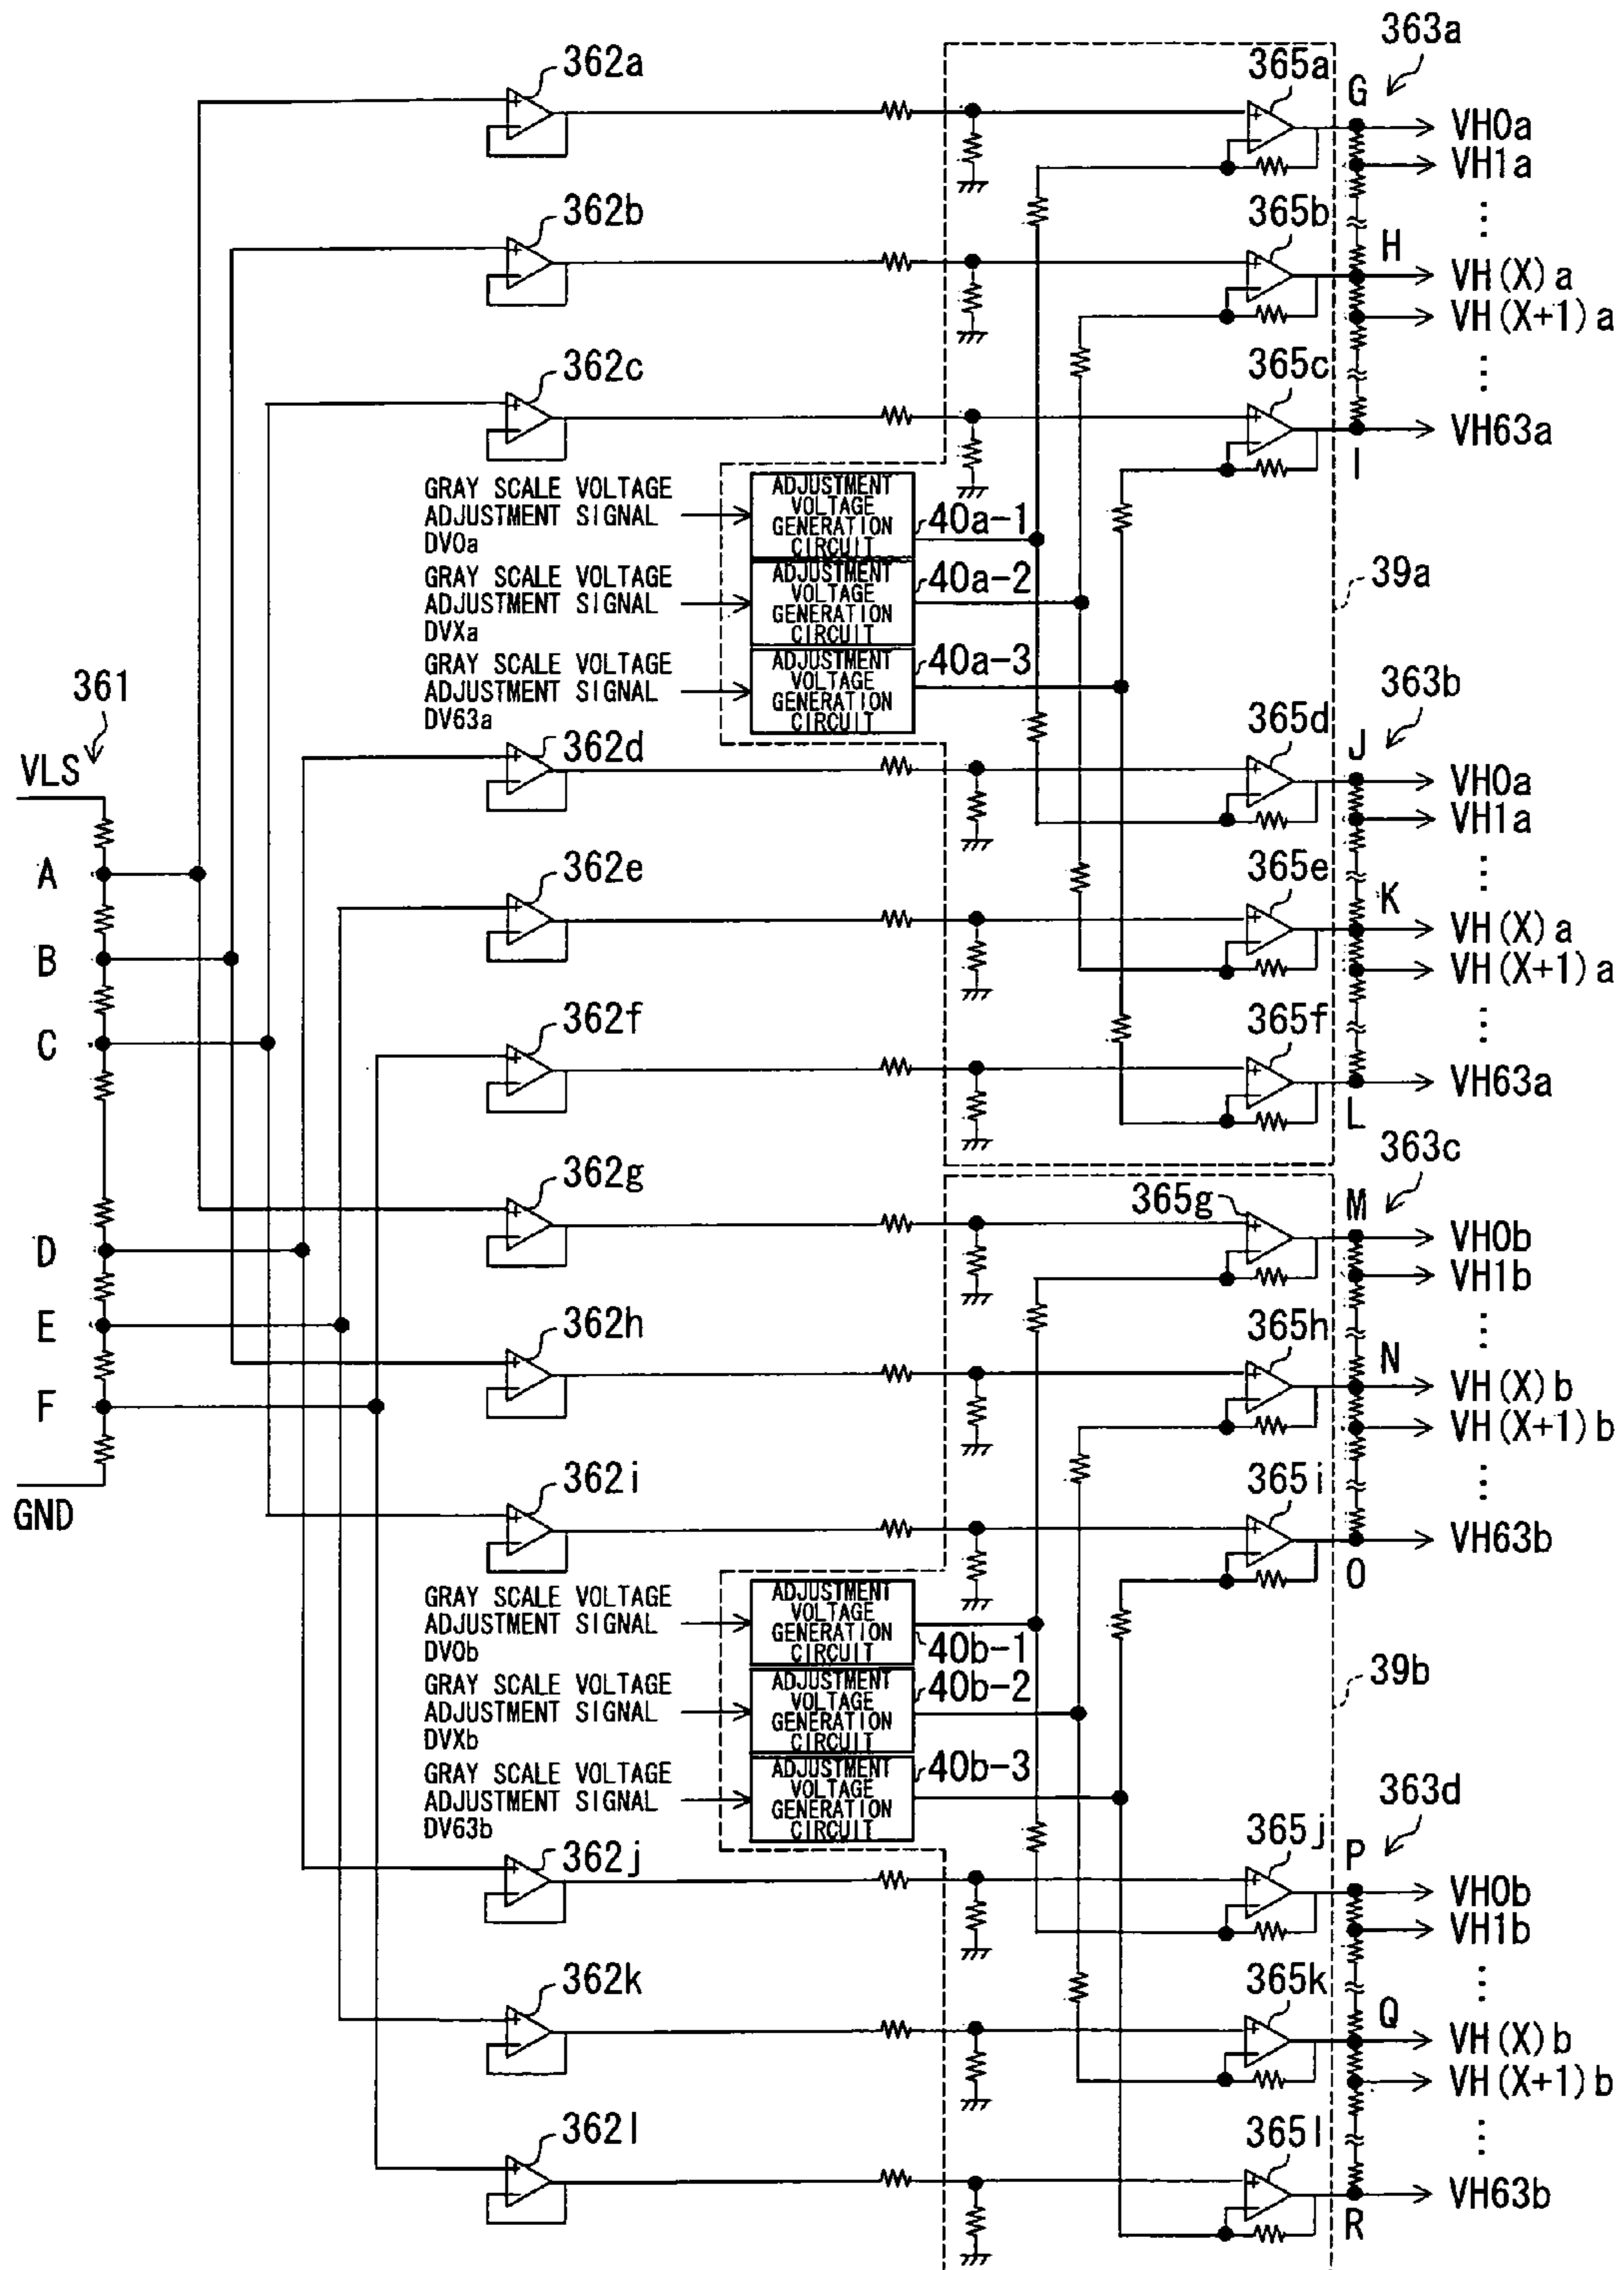 363a
362a
365a
G
VH0a
VH1a
⋮
362b
365b
H
VH(X)a
VH(X+1)a
⋮
362c
365c
VH63a
I
GRAY SCALE VOLTAGE
ADJUSTMENT SIGNAL
DV0a
ADJUSTMENT
VOLTAGE
GENERATION
CIRCUIT
40a-1
GRAY SCALE VOLTAGE
ADJUSTMENT SIGNAL
DVXa
ADJUSTMENT
VOLTAGE
GENERATION
CIRCUIT
40a-2
39a
GRAY SCALE VOLTAGE
ADJUSTMENT SIGNAL
DV63a
ADJUSTMENT
VOLTAGE
GENERATION
CIRCUIT
40a-3
361
VLS
363b
362d
365d
J
VH0a
VH1a
⋮
A
362e
365e
K
VH(X)a
VH(X+1)a
⋮
B
C
362f
365f
VH63a
L
363c
362g
365g
M
VH0b
VH1b
⋮
D
E
F
362h
365h
N
VH(X)b
VH(X+1)b
⋮
GND
362i
365i
VH63b
O
GRAY SCALE VOLTAGE
ADJUSTMENT SIGNAL
DV0b
ADJUSTMENT
VOLTAGE
GENERATION
CIRCUIT
40b-1
GRAY SCALE VOLTAGE
ADJUSTMENT SIGNAL
DVXb
ADJUSTMENT
VOLTAGE
GENERATION
CIRCUIT
40b-2
39b
GRAY SCALE VOLTAGE
ADJUSTMENT SIGNAL
DV63b
ADJUSTMENT
VOLTAGE
GENERATION
CIRCUIT
40b-3
363d
362j
365j
P
VH0b
VH1b
⋮
362k
365k
Q
VH(X)b
VH(X+1)b
⋮
362l
365l
VH63b
R